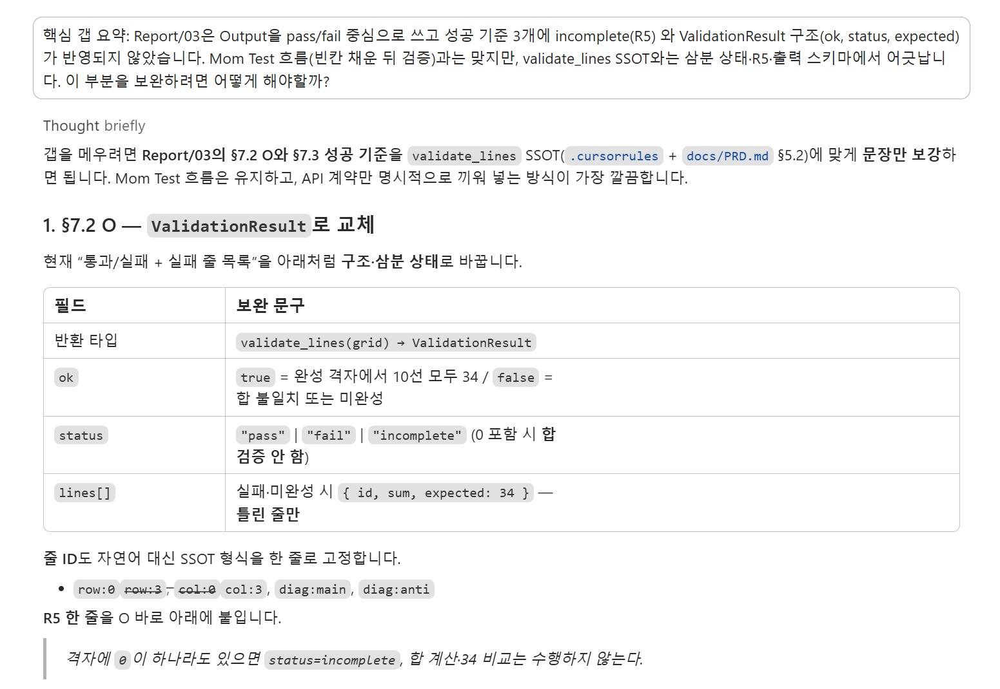 핵심 갭 요약: Report/03은 Output을 pass/fail 중심으로 쓰고 성공 기준 3개에 incomplete(R5) 와 ValidationResult 구조(ok, status, expected)
가 반영되지 않았습니다. Mom Test 흐름(빈칸 채운 뒤 검증)과는 맞지만, validate_lines SSOT와는 삼분 상태·R5·출력 스키마에서 어긋납니
다. 이 부분을 보완하려면 어떻게 해야할까?
Thought briefly
갭을 메우려면 Report/03의 §7.2 O와 §7.3 성공 기준을 validate_lines SSOT(.cursorrules + docs/PRD.md §5.2)에 맞게 문장만 보강하
면 됩니다. Mom Test 흐름은 유지하고, API 계약만 명시적으로 끼워 넣는 방식이 가장 깔끔합니다.
1. §7.2 O — ValidationResult로 교체
현재 “통과/실패 + 실패 줄 목록”을 아래처럼 구조·삼분 상태로 바꿉니다.
필드 보완 문구
반환 타입 validate_lines(grid) → ValidationResult
ok true = 완성 격자에서 10선 모두 34 / false =
합 불일치 또는 미완성
status "pass" | "fail" | "incomplete" (0 포함 시 합
검증 안 함)
lines[] 실패·미완성 시 { id, sum, expected: 34 } —
틀린 줄만
줄 ID도 자연어 대신 SSOT 형식을 한 줄로 고정합니다.
• row:0 row:3, col:0 col:3, diag:main, diag:anti
R5 한 줄을 O 바로 아래에 붙입니다.
격자에 0이 하나라도 있으면 status=incomplete, 합 계산·34 비교는 수행하지 않는다.